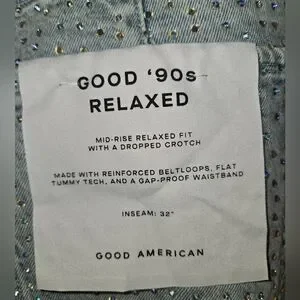 GOOD '90s
RELAXED
MID-RISE RELAXED FIT
WITH A DROPPED CROTCH
MADE WITH REINFORCED BELTLOOPS, FLAT
TUMMY TECH, AND A GAP-PROOF WAISTBAND
INSEAM: 32"
GOOD AMERICAN